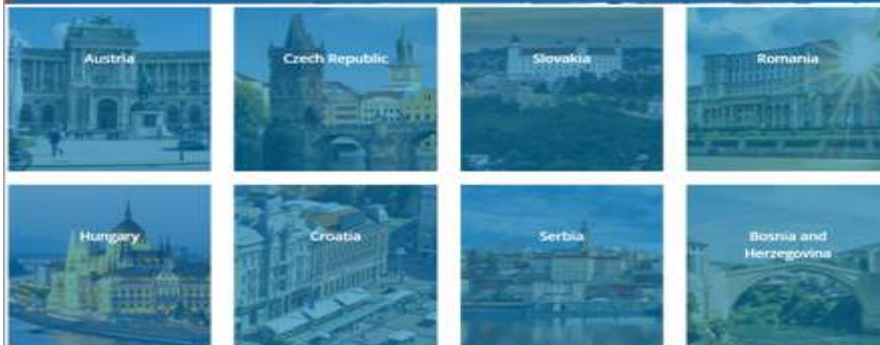 Austria
Czech Republic
Slovakia
Romania
Hungary
Croatia
Serbia
Bosnia and
Herzegovina